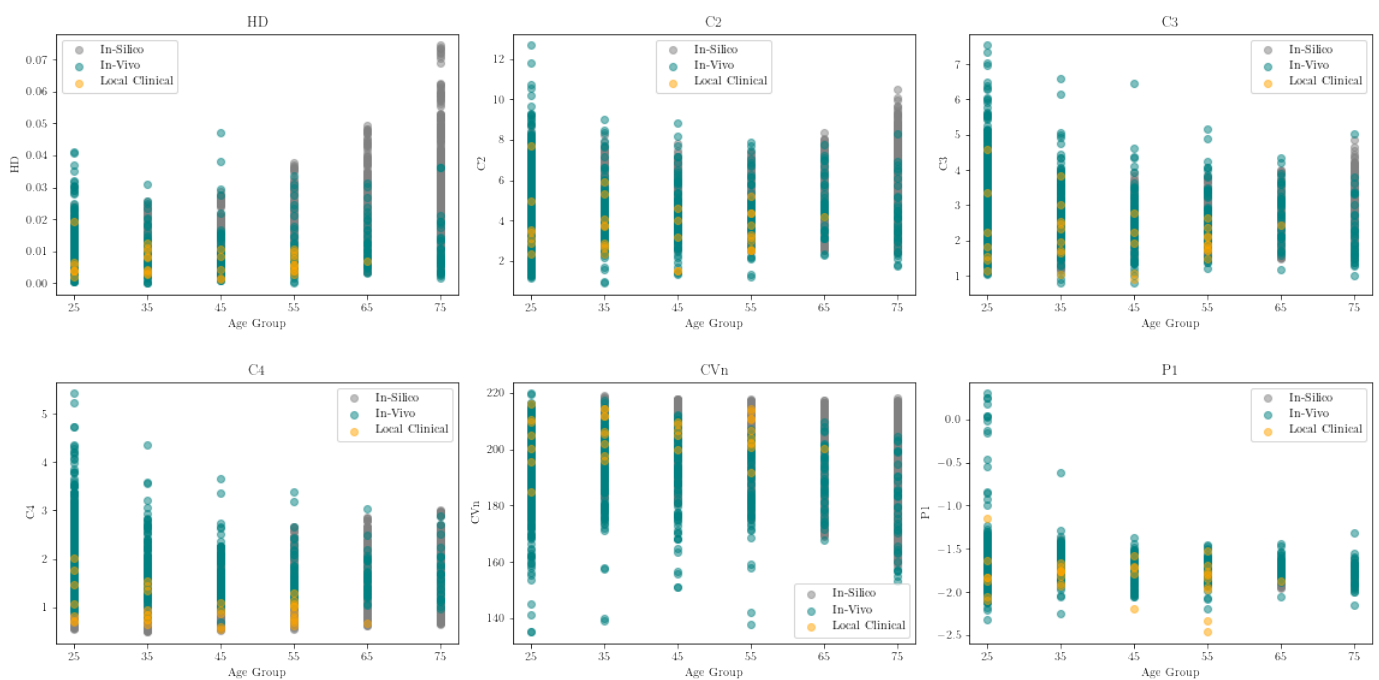 HD
In-Silico
In-Vivo
Local Clinical
HD
0.07
0.06
0.05
0.04
0.03
0.02
0.01
0.00
25 35 45 55 65 75
Age Group
C2
In-Silico
In-Vivo
Local Clinical
C2
12
10
8
6
4
2
25 35 45 55 65 75
Age Group
C3
In-Silico
In-Vivo
Local Clinical
C3
7
6
5
4
3
2
1
25 35 45 55 65 75
Age Group
C4
In-Silico
In-Vivo
Local Clinical
C4
5
4
3
2
1
25 35 45 55 65 75
Age Group
CVn
In-Silico
In-Vivo
Local Clinical
CVn
220
200
180
160
140
25 35 45 55 65 75
Age Group
P1
In-Silico
In-Vivo
Local Clinical
P1
0.0
−0.5
−1.0
−1.5
−2.0
−2.5
25 35 45 55 65 75
Age Group